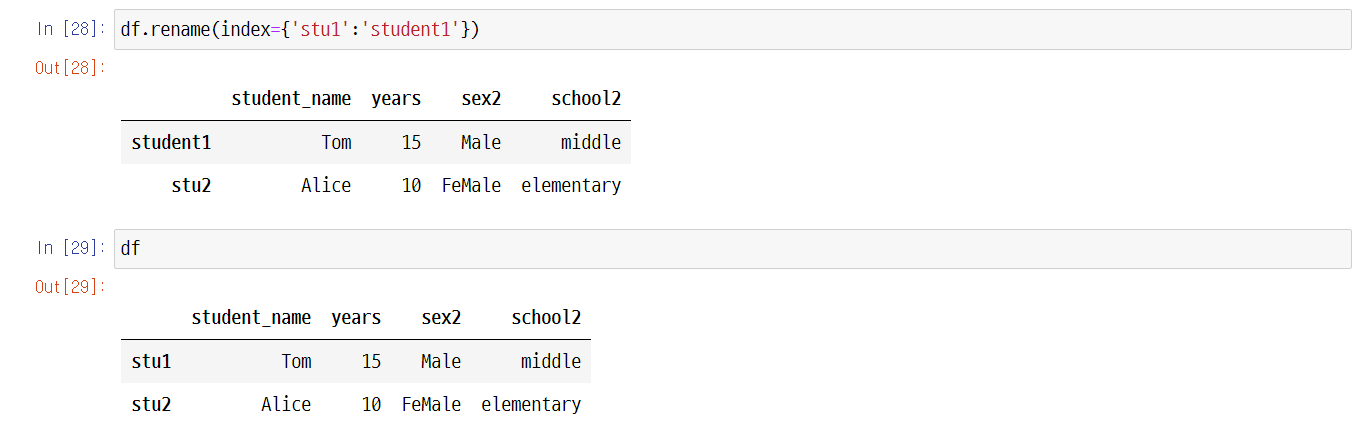 In [28]: df.rename(index={'stu1':'student1'})
Out[28]:
student_name years sex2 school2
student1 Tom 15 Male middle
stu2 Alice 10 FeMale elementary
In [29]: df
Out[29]:
student_name years sex2 school2
stu1 Tom 15 Male middle
stu2 Alice 10 FeMale elementary